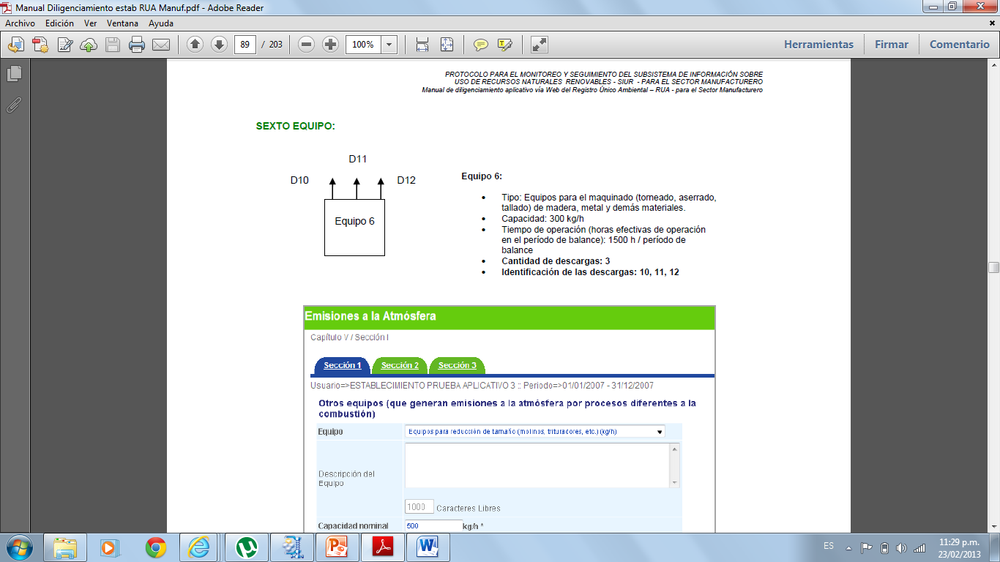 Manual Diligenciamiento estab RUA Manuf.pdf - Adobe Reader
Archivo Edición Ver Ventana Ayuda
89 / 203 100% Herramientas Firmar Comentario
PROTOCOLO PARA EL MONITOREO Y SEGUIMIENTO DEL SUBSISTEMA DE INFORMACIÓN SOBRE
USO DE RECURSOS NATURALES RENOVABLES - SIUR - PARA EL SECTOR MANUFACTURERO
Manual de diligenciamiento aplicativo vía Web del Registro Único Ambiental – RUA - para el Sector Manufacturero
SEXTO EQUIPO:
D11
D10 D12
Equipo 6
Equipo 6:
• Tipo: Equipos para el maquinado (torneado, aserrado,
tallado) de madera, metal y demás materiales.
• Capacidad: 300 kg/h
• Tiempo de operación (horas efectivas de operación
en el período de balance): 1500 h / período de
balance
• Cantidad de descargas: 3
• Identificación de las descargas: 10, 11, 12
Emisiones a la Atmósfera
Capítulo V / Sección I
Sección 1 Sección 2 Sección 3
Usuario=>ESTABLECIMIENTO PRUEBA APLICATIVO 3 :: Periodo=>01/01/2007 - 31/12/2007
Otros equipos (que generan emisiones a la atmósfera por procesos diferentes a la
combustión)
Equipo Equipos para reducción de tamaño (molinos, trituradores, etc.) (kg/h)
Descripción del
Equipo
1000 Caracteres Libres
Capacidad nominal 500 kg/h *
ES 11:29 p.m.
23/02/2013